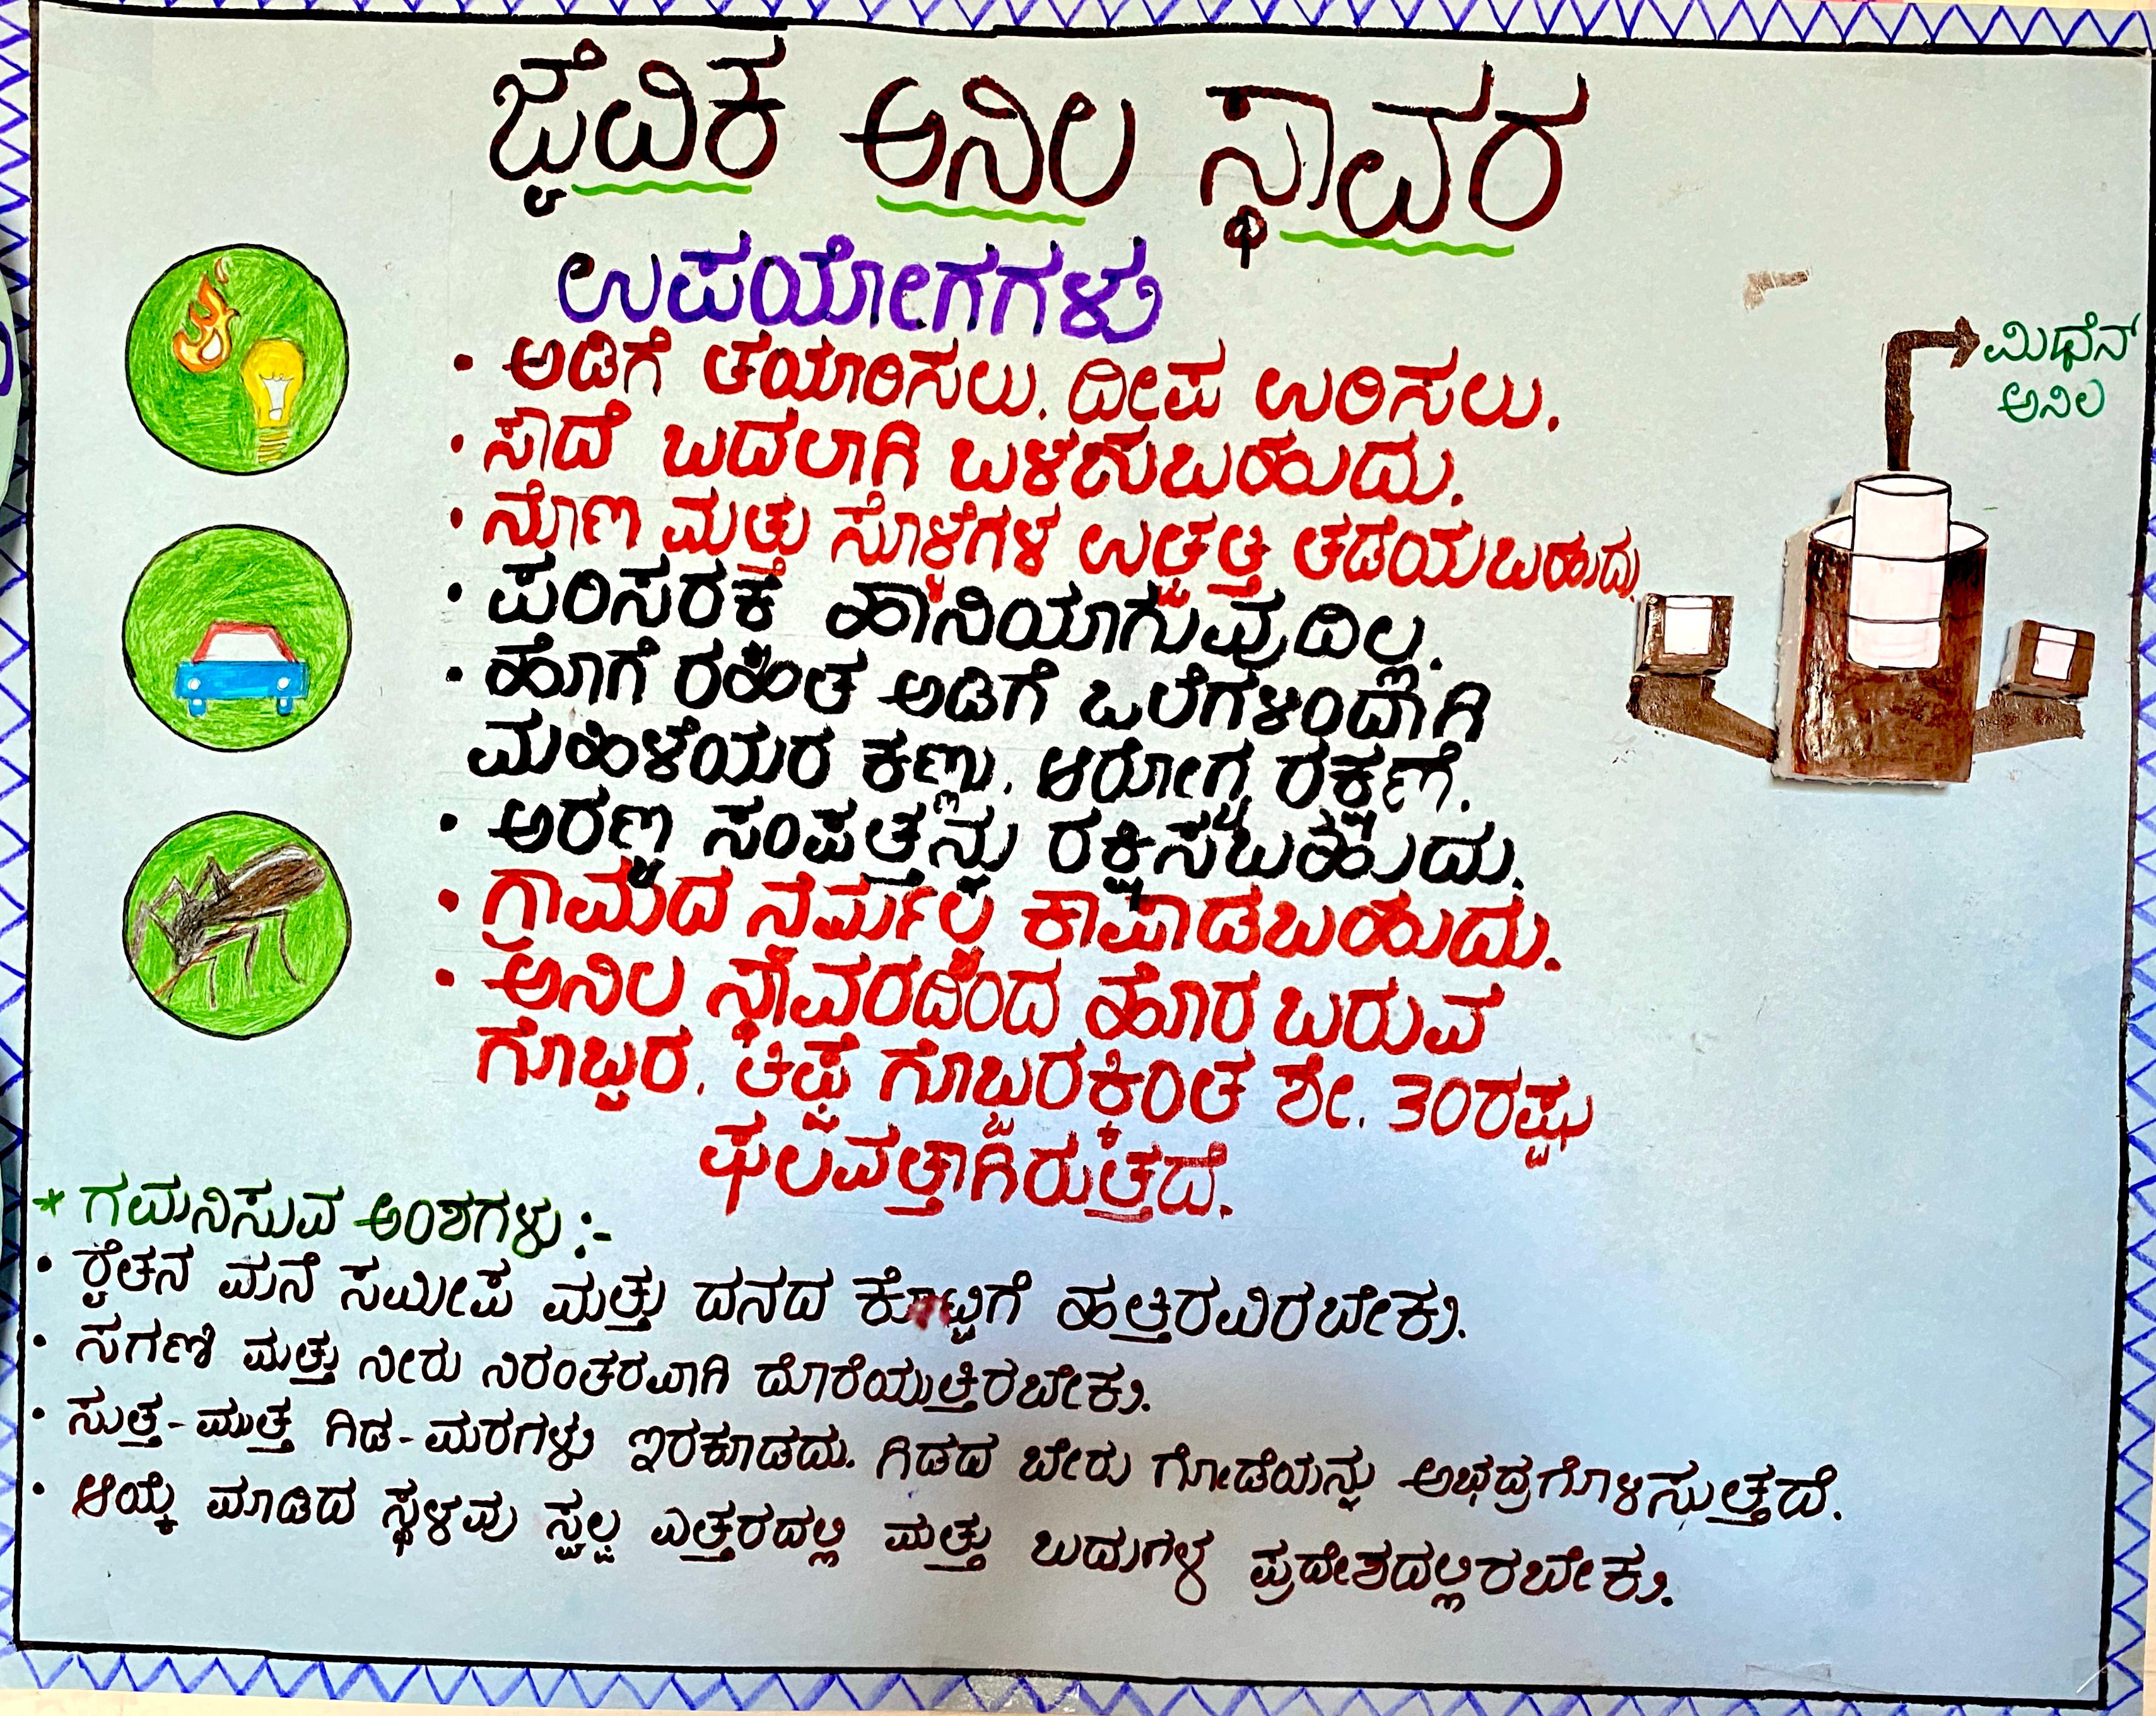 ಜೈವಿಕ ಅನಿಲ ಸ್ಥಾವರ
ಉಪಯೋಗಗಳು
• ಅಡಿಗೆ ತಯಾರಿಸಲು. ದೀಪ ಉರಿಸಲು.
• ಸೌದೆ ಬದಲಾಗಿ ಬಳಸುಬಹುದು.
• ನೊಣ ಮತ್ತು ಸೊಳ್ಳೆಗಳ ಉತ್ಪತ್ತಿ ತಡೆಯಬಹುದು.
• ಪರಿಸರಕೆ ಹಾನಿಯಾಗುವುದಿಲ್ಲ.
• ಹೊಗೆ ರಹಿತ ಅಡಿಗೆ ಒಲೆಗಳಿಂದಾಗಿ
ಮಹಿಳೆಯರ ಕಣ್ಣು, ಆರೋಗ್ಯ ರಕ್ಷಣೆ.
• ಅರಣ್ಯ ಸಂಪತ್ತನ್ನು ರಕ್ಷಿಸಬಹುದು.
• ಗ್ರಾಮದ ನೈರ್ಮಲ್ಯ ಕಾಪಾಡಬಹುದು.
• ಅನಿಲ ಸ್ಥಾವರದಿಂದ ಹೊರ ಬರುವ
ಗೊಬ್ಬರ, ತಿಪ್ಪೆ ಗೊಬ್ಬರಕ್ಕಿಂತ ಶೇ. 30ರಷ್ಟು
ಫಲವತ್ತಾಗಿರುತ್ತದೆ.
ಮಿಥೇನ್
ಅನಿಲ
* ಗಮನಿಸುವ ಅಂಶಗಳು :-
• ರೈತನ ಮನೆ ಸಮೀಪ ಮತ್ತು ದನದ ಕೊಟ್ಟಿಗೆ ಹತ್ತಿರವಿರಬೇಕು.
• ಸಗಣಿ ಮತ್ತು ನೀರು ನಿರಂತರವಾಗಿ ದೊರೆಯುತ್ತಿರಬೇಕು.
• ಸುತ್ತ-ಮುತ್ತ ಗಿಡ-ಮರಗಳು ಇರಕೂಡದು. ಗಿಡದ ಬೇರು ಗೋಡೆಯನ್ನು ಅಭದ್ರಗೊಳಿಸುತ್ತದೆ.
• ಆಯ್ಕೆ ಮಾಡಿದ ಸ್ಥಳವು ಸ್ವಲ್ಪ ಎತ್ತರದಲ್ಲಿ ಮತ್ತು ಬದುಗಳ ಪ್ರದೇಶದಲ್ಲಿರಬೇಕು.